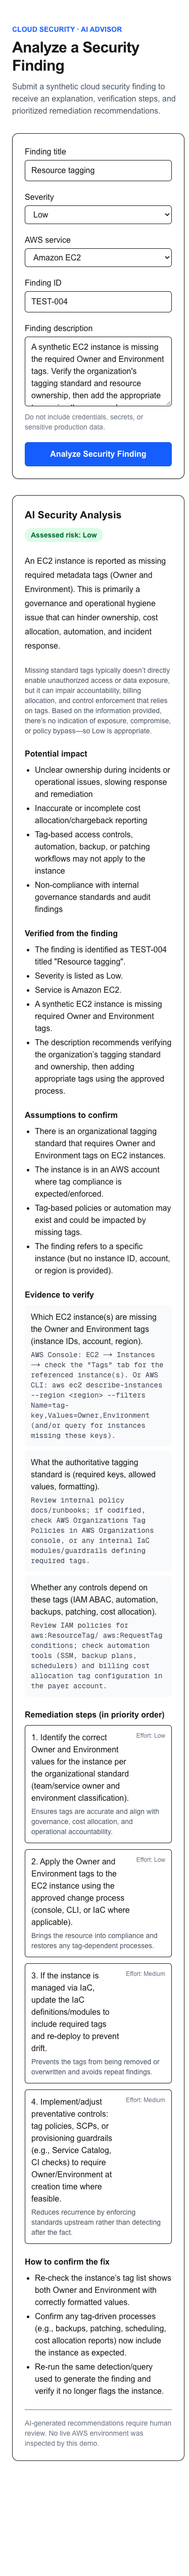 CLOUD SECURITY · AI ADVISOR
Analyze a Security
Finding
Submit a synthetic cloud security finding to
receive an explanation, verification steps, and
prioritized remediation recommendations.
Finding title
Resource tagging
Severity
Low
AWS service
Amazon EC2
Finding ID
TEST-004
Finding description
A synthetic EC2 instance is missing
the required Owner and Environment
tags. Verify the organization's
tagging standard and resource
ownership, then add the appropriate
Do not include credentials, secrets, or
sensitive production data.
Analyze Security Finding
AI Security Analysis
Assessed risk: Low
An EC2 instance is reported as missing
required metadata tags (Owner and
Environment). This is primarily a
governance and operational hygiene
issue that can hinder ownership, cost
allocation, automation, and incident
response.
Missing standard tags typically doesn't directly
enable unauthorized access or data exposure,
but it can impair accountability, billing
allocation, and control enforcement that relies
on tags. Based on the information provided,
there's no indication of exposure, compromise,
or policy bypass—so Low is appropriate.
Potential impact
• Unclear ownership during incidents or
operational issues, slowing response
and remediation
• Inaccurate or incomplete cost
allocation/chargeback reporting
• Tag-based access controls,
automation, backup, or patching
workflows may not apply to the
instance
• Non-compliance with internal
governance standards and audit
findings
Verified from the finding
• The finding is identified as TEST-004
titled "Resource tagging".
• Severity is listed as Low.
• Service is Amazon EC2.
• A synthetic EC2 instance is missing
required Owner and Environment
tags.
• The description recommends verifying
the organization's tagging standard
and ownership, then adding
appropriate tags using the approved
process.
Assumptions to confirm
• There is an organizational tagging
standard that requires Owner and
Environment tags on EC2 instances.
• The instance is in an AWS account
where tag compliance is
expected/enforced.
• Tag-based policies or automation may
exist and could be impacted by
missing tags.
• The finding refers to a specific
instance (but no instance ID, account,
or region is provided).
Evidence to verify
Which EC2 instance(s) are missing
the Owner and Environment tags
(instance IDs, account, region).
AWS Console: EC2 → Instances
→ check the "Tags" tab for the
referenced instance(s). Or AWS
CLI: aws ec2 describe-instances
--region <region> --filters
Name=tag-
key,Values=Owner,Environment
(and/or query for instances
missing these keys).
What the authoritative tagging
standard is (required keys, allowed
values, formatting).
Review internal policy
docs/runbooks; if codified,
check AWS Organizations Tag
Policies in AWS Organizations
console, or any internal IaC
modules/guardrails defining
required tags.
Whether any controls depend on
these tags (IAM ABAC, automation,
backups, patching, cost allocation).
Review IAM policies for
aws:ResourceTag/ aws:RequestTag
conditions; check automation
tools (SSM, backup plans,
schedulers) and billing cost
allocation tag configuration in
the payer account.
Remediation steps (in priority order)
1. Identify the correct
Owner and Environment
values for the instance per
the organizational standard
(team/service owner and
environment classification).
Effort: Low
Ensures tags are accurate and align with
governance, cost allocation, and
operational accountability.
2. Apply the Owner and
Environment tags to the
EC2 instance using the
approved change process
(console, CLI, or IaC where
applicable).
Effort: Low
Brings the resource into compliance and
restores any tag-dependent processes.
3. If the instance is
managed via IaC,
update the IaC
definitions/modules to
include required tags
and re-deploy to prevent
drift.
Effort: Medium
Prevents the tags from being removed or
overwritten and avoids repeat findings.
4. Implement/adjust
preventative controls:
tag policies, SCPs, or
provisioning guardrails
(e.g., Service Catalog,
CI checks) to require
Owner/Environment at
creation time where
feasible.
Effort: Medium
Reduces recurrence by enforcing
standards upstream rather than detecting
after the fact.
How to confirm the fix
• Re-check the instance's tag list shows
both Owner and Environment with
correctly formatted values.
• Confirm any tag-driven processes
(e.g., backups, patching, scheduling,
cost allocation reports) now include
the instance as expected.
• Re-run the same detection/query
used to generate the finding and
verify it no longer flags the instance.
AI-generated recommendations require human
review. No live AWS environment was
inspected by this demo.